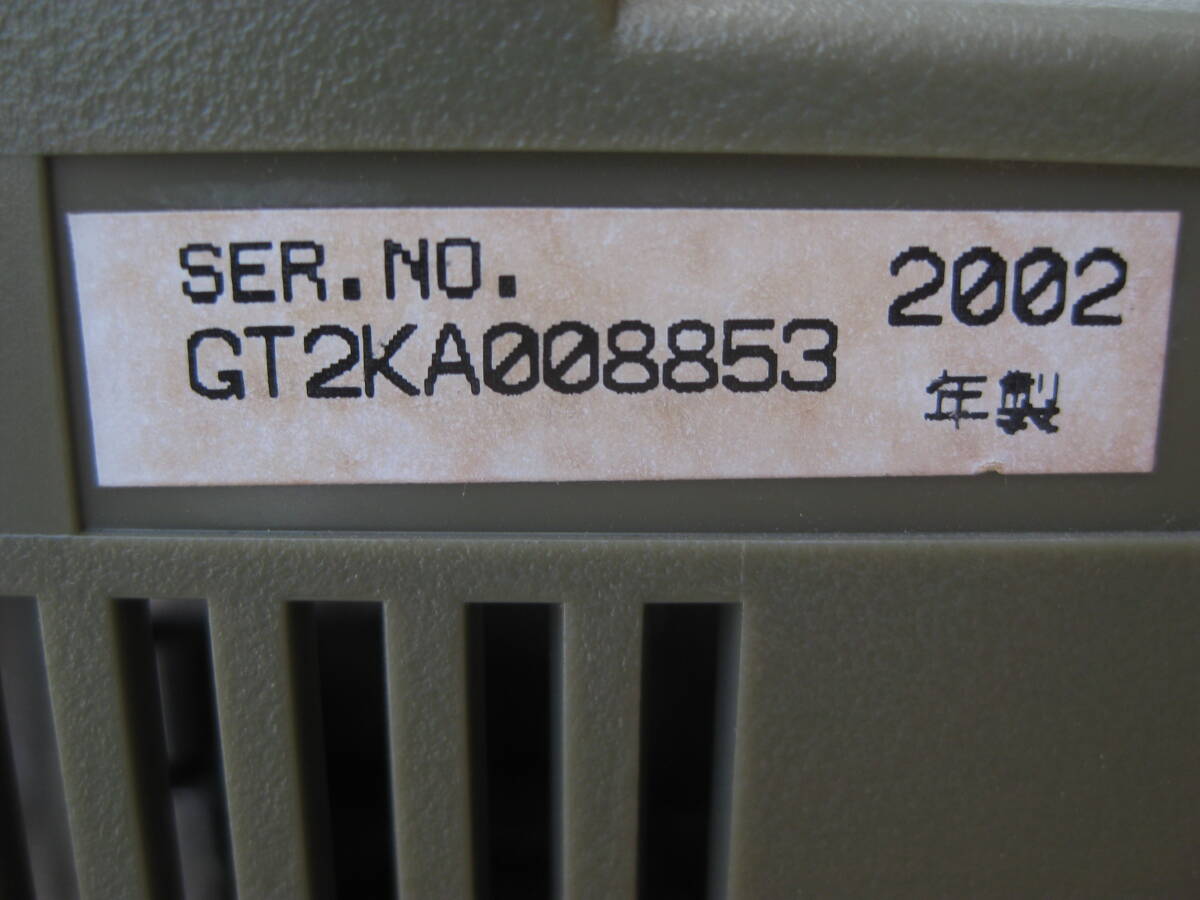 SER.NO.
GT2KA008853
2002
年製